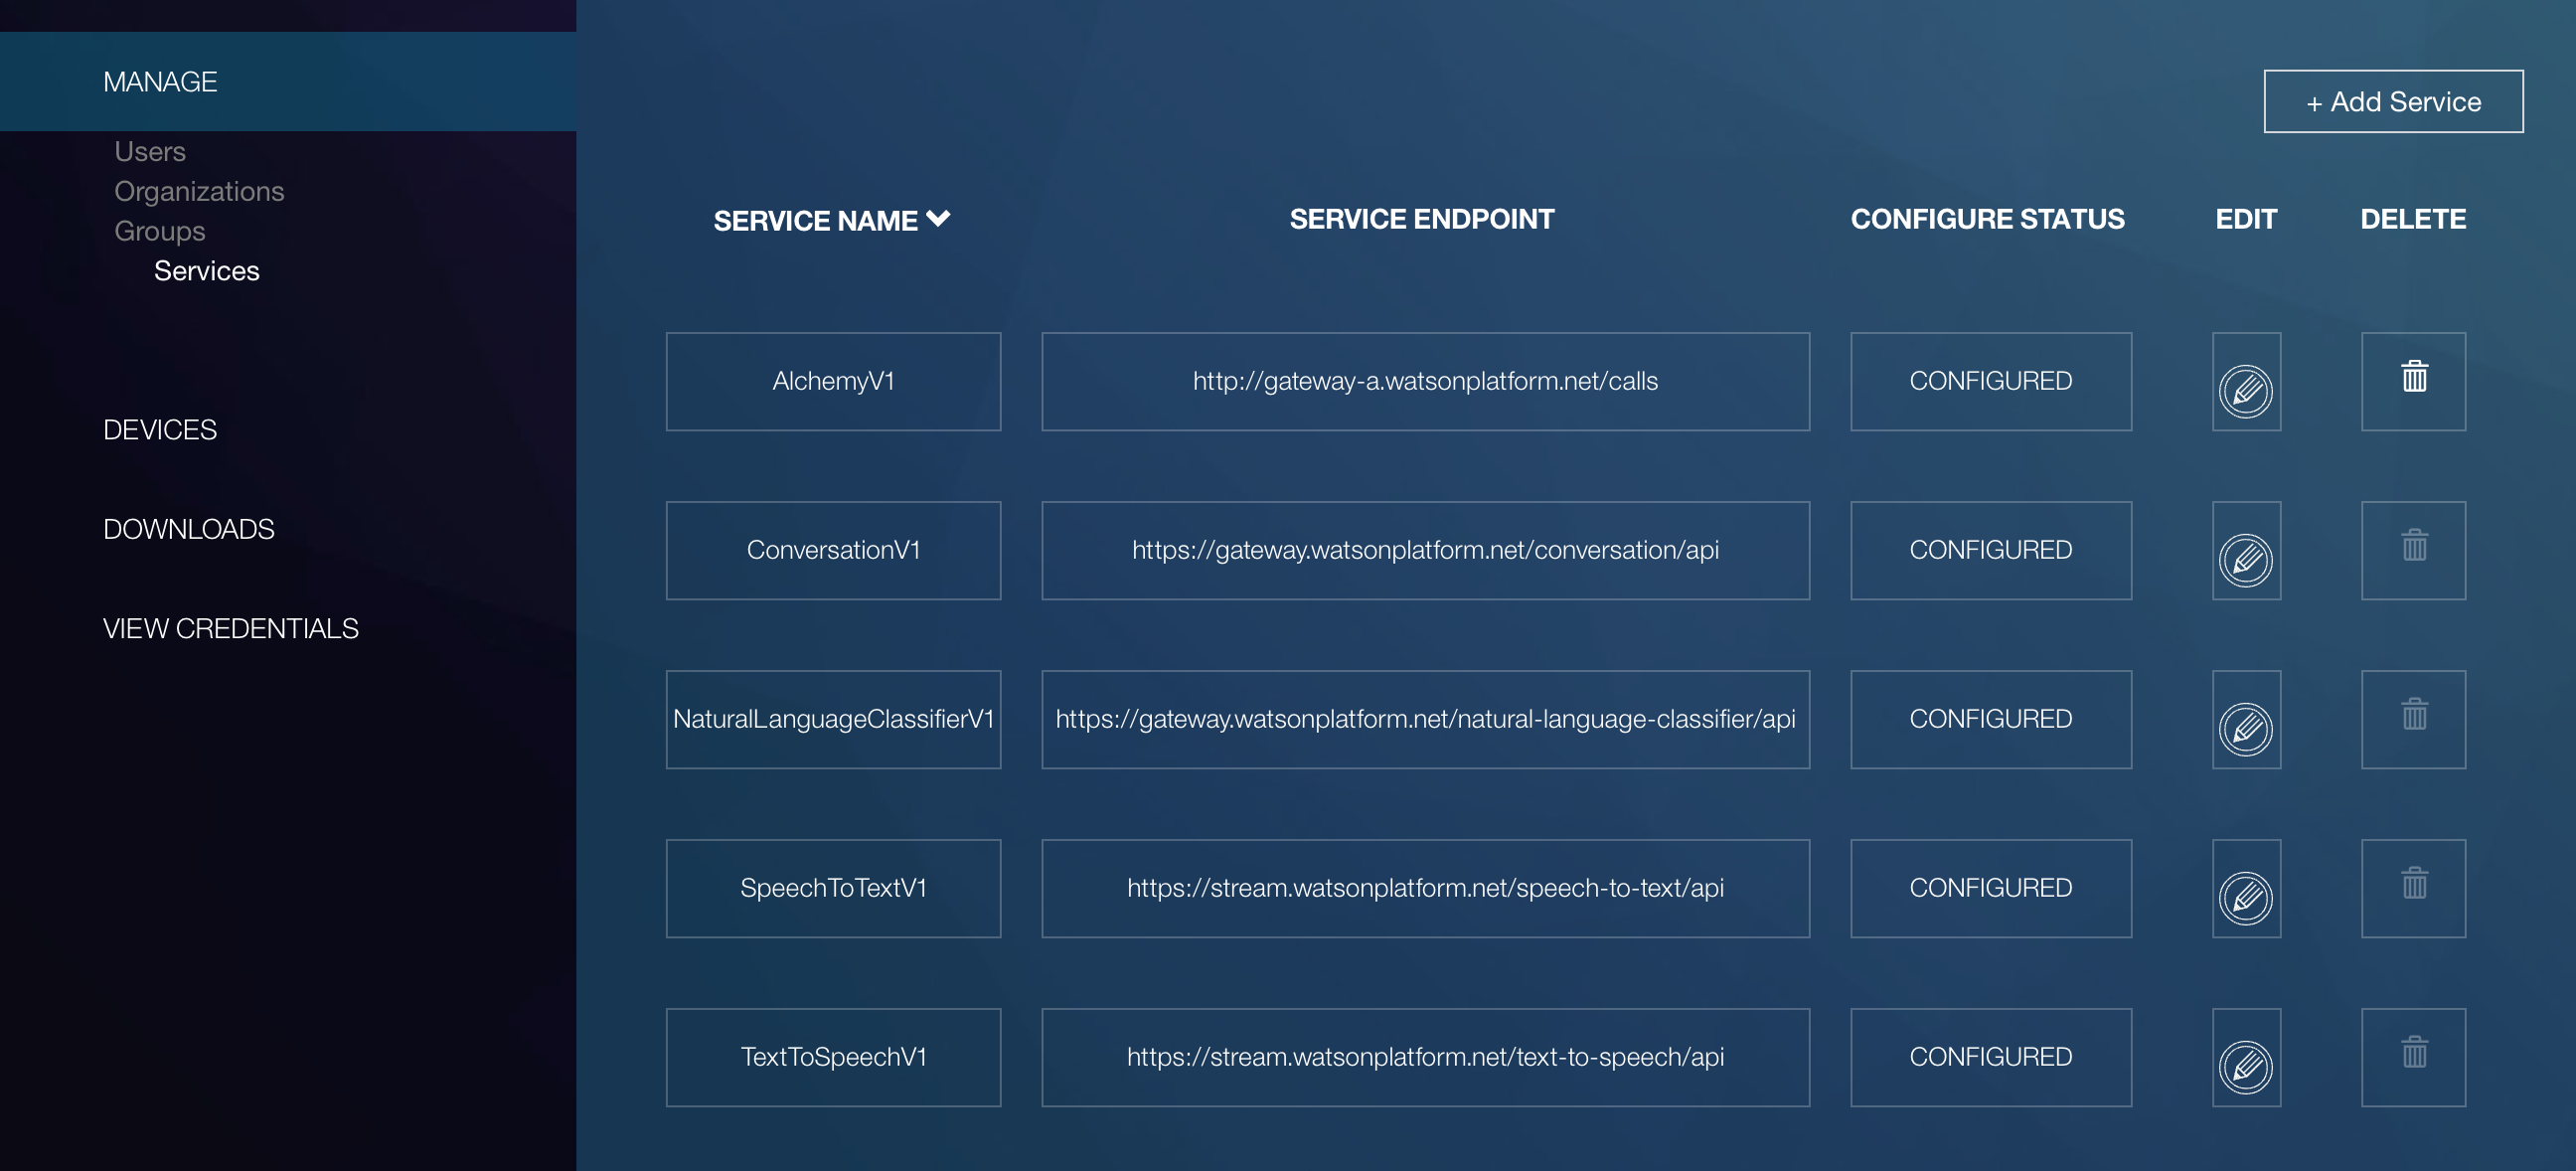 MANAGE
Users
Organizations
Groups
Services
DEVICES
DOWNLOADS
VIEW CREDENTIALS
+ Add Service
SERVICE NAME SERVICE ENDPOINT CONFIGURE STATUS EDIT DELETE
AlchemyV1 http://gateway-a.watsonplatform.net/calls CONFIGURED
ConversationV1 https://gateway.watsonplatform.net/conversation/api CONFIGURED
NaturalLanguageClassifierV1 https://gateway.watsonplatform.net/natural-language-classifier/api CONFIGURED
SpeechToTextV1 https://stream.watsonplatform.net/speech-to-text/api CONFIGURED
TextToSpeechV1 https://stream.watsonplatform.net/text-to-speech/api CONFIGURED